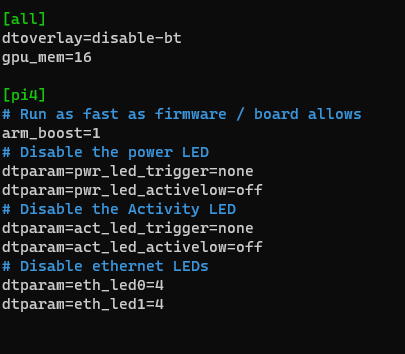 [all]
dtoverlay=disable-bt
gpu_mem=16
[pi4]
# Run as fast as firmware / board allows
arm_boost=1
# Disable the power LED
dtparam=pwr_led_trigger=none
dtparam=pwr_led_activelow=off
# Disable the Activity LED
dtparam=act_led_trigger=none
dtparam=act_led_activelow=off
# Disable ethernet LEDs
dtparam=eth_led0=4
dtparam=eth_led1=4